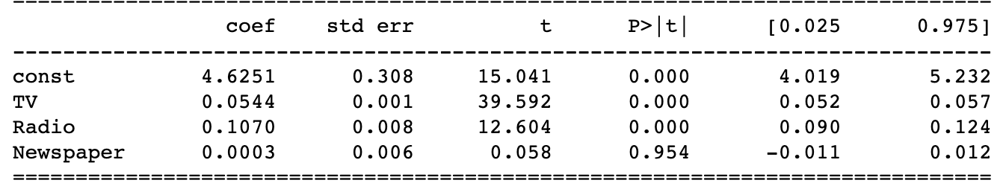 coef std err t P>|t| [0.025 0.975]
const 4.6251 0.308 15.041 0.000 4.019 5.232
TV 0.0544 0.001 39.592 0.000 0.052 0.057
Radio 0.1070 0.008 12.604 0.000 0.090 0.124
Newspaper 0.0003 0.006 0.058 0.954 -0.011 0.012